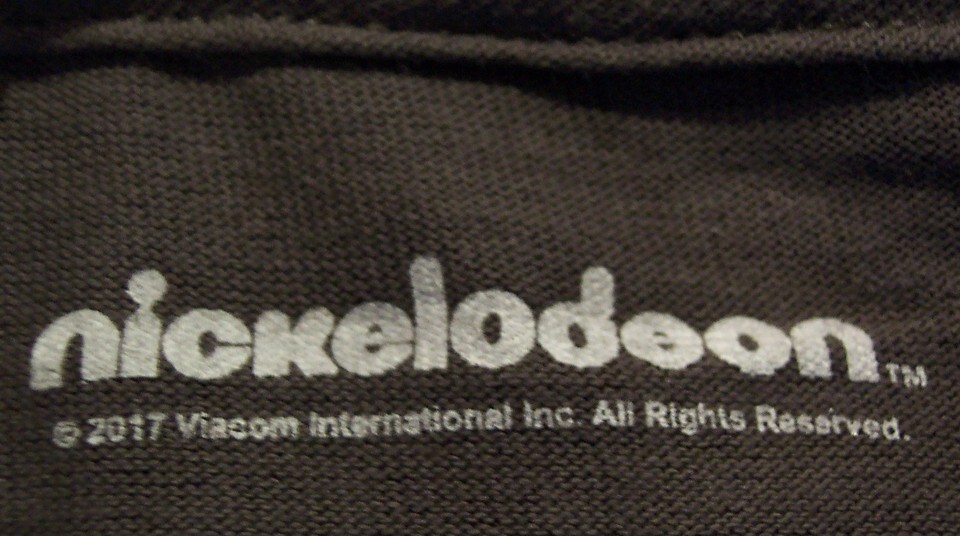 nickelodeon™
© 2017 Viacom International Inc. All Rights Reserved.